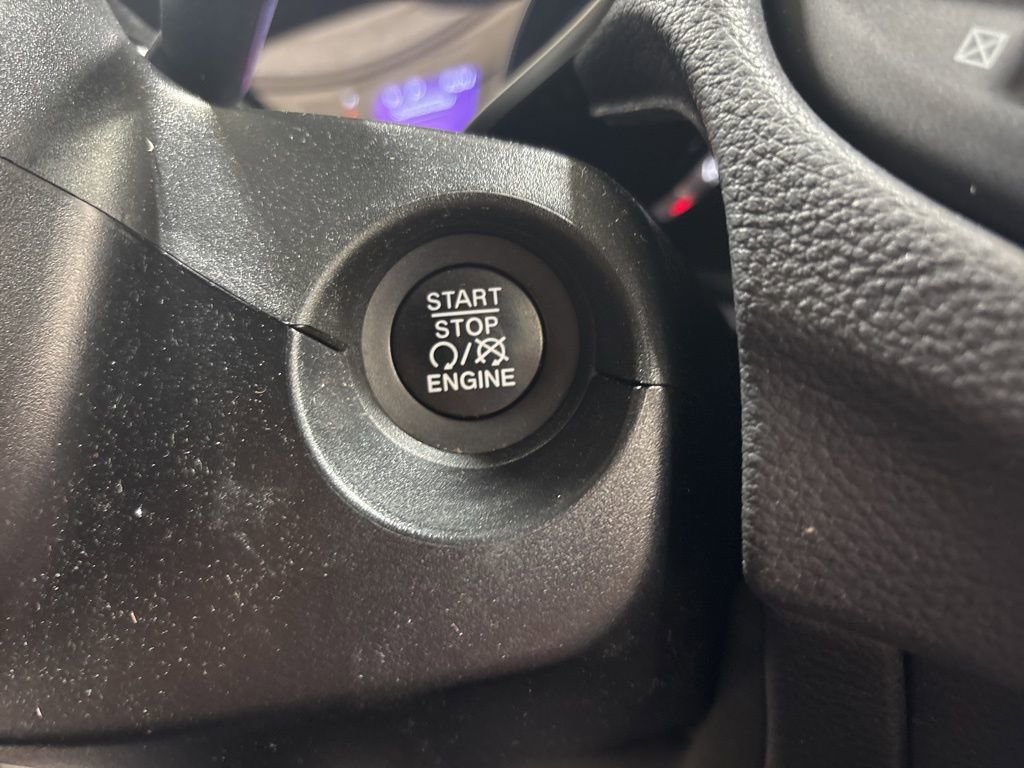 START
STOP
/
ENGINE